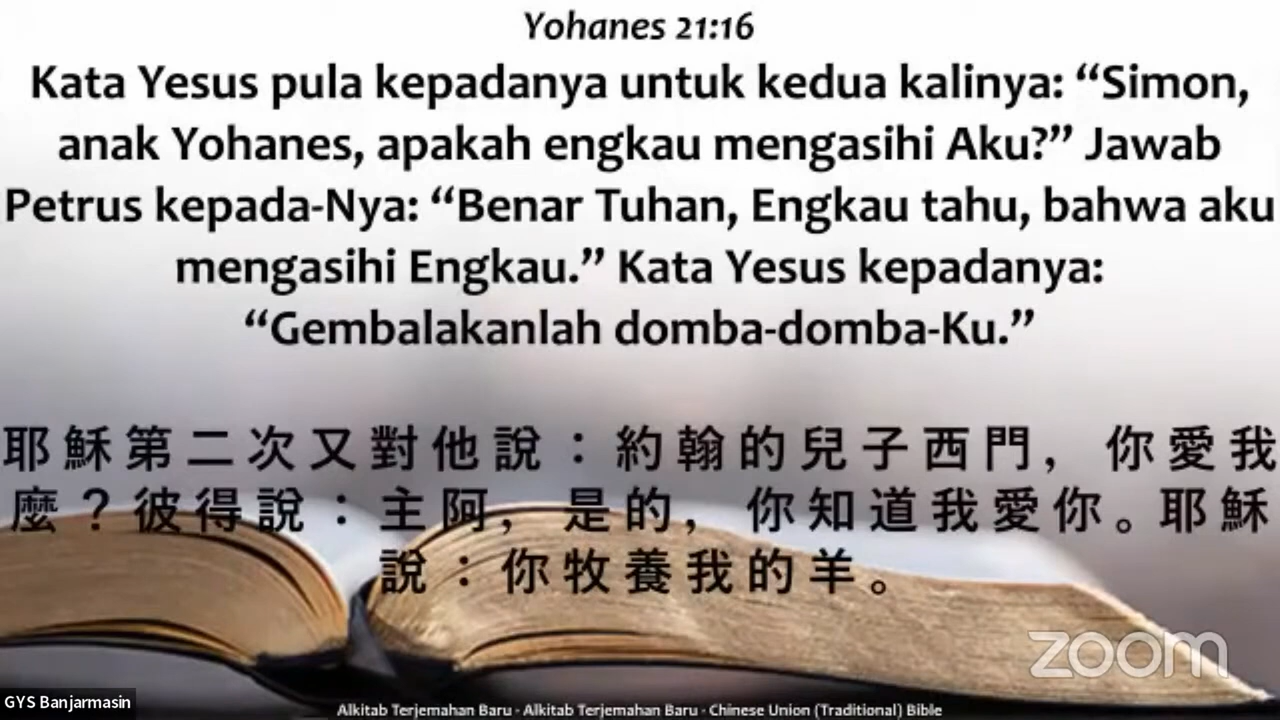 Yohanes 21:16
Kata Yesus pula kepadanya untuk kedua kalinya: “Simon,
anak Yohanes, apakah engkau mengasihi Aku?” Jawab
Petrus kepada-Nya: “Benar Tuhan, Engkau tahu, bahwa aku
mengasihi Engkau.” Kata Yesus kepadanya:
“Gembalakanlah domba-domba-Ku.”
耶穌第二次又對他說：約翰的兒子西門，你愛我
麼？彼得說：主阿，是的，你知道我愛你。耶穌
說：你牧養我的羊。
zoom
GYS Banjarmasin
Alkitab Terjemahan Baru - Alkitab Terjemahan Baru - Chinese Union (Traditional) Bible